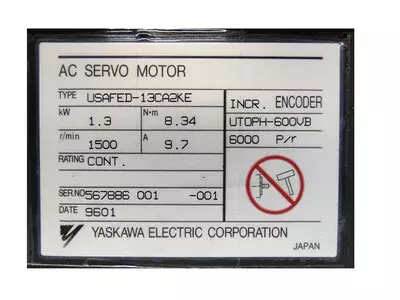 AC SERVO MOTOR
TYPE USAFED-13CA2KE
INCR. ENCODER
kW 1.3 N·m 8.34
UTOPH-600VB
r/min 1500 A 9.7
6000 P/r
RATING CONT.
SER.NO 567886 001 -001
DATE 9601
YASKAWA ELECTRIC CORPORATION
JAPAN